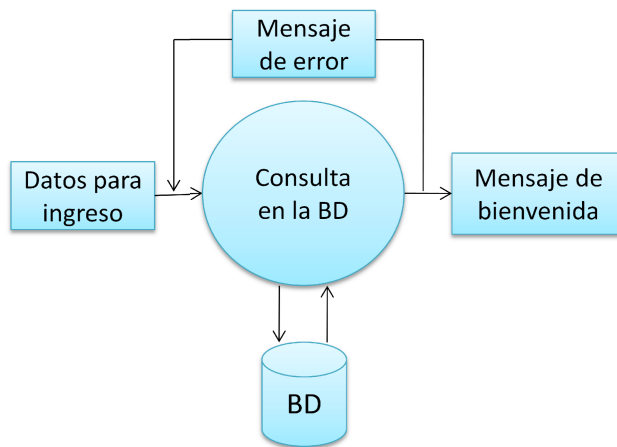 Mensaje
de error
Datos para
ingreso
Consulta
en la BD
Mensaje de
bienvenida
BD